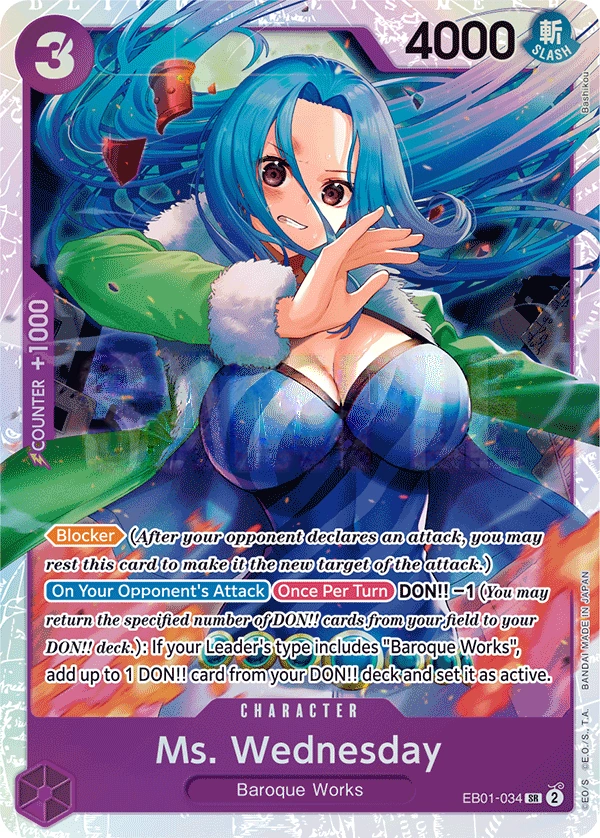 3
4000
斬
SLASH
Bashikou
COUNTER +1000
Blocker (After your opponent declares an attack, you may
rest this card to make it the new target of the attack.)
On Your Opponent's Attack Once Per Turn DON!! −1 (You may
return the specified number of DON!! cards from your field to your
DON!! deck.): If your Leader's type includes "Baroque Works",
add up to 1 DON!! card from your DON!! deck and set it as active.
CHARACTER
Ms. Wednesday
Baroque Works
EB01-034 SR 2
©EO/S ©E.O./S., T.A. BANDAI MADE IN JAPAN